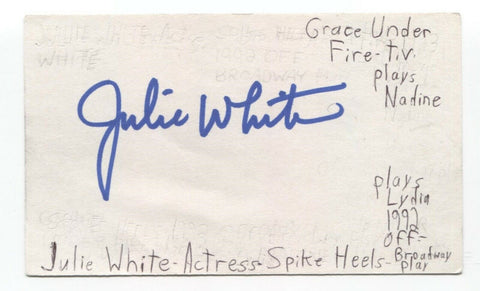 Grace Under
Fire-t.v.
plays
Nadine
Julie White
plays
Lydia
1992
Off-
Broadway
play
Julie White-Actress-Spike Heels-